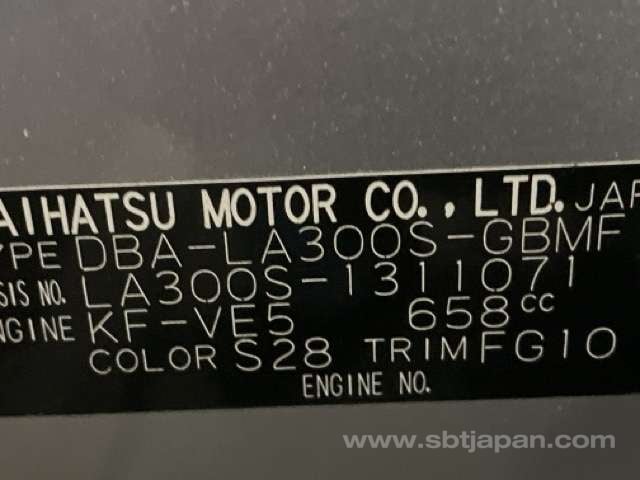 AIHATSU MOTOR CO., LTD. JAP
YPE DBA-LA300S-GBMF
SIS NO. LA300S-1311071
NGINE KF-VE5 658cc
COLOR S28 TRIM FG10
ENGINE NO.
www.sbtjapan.com